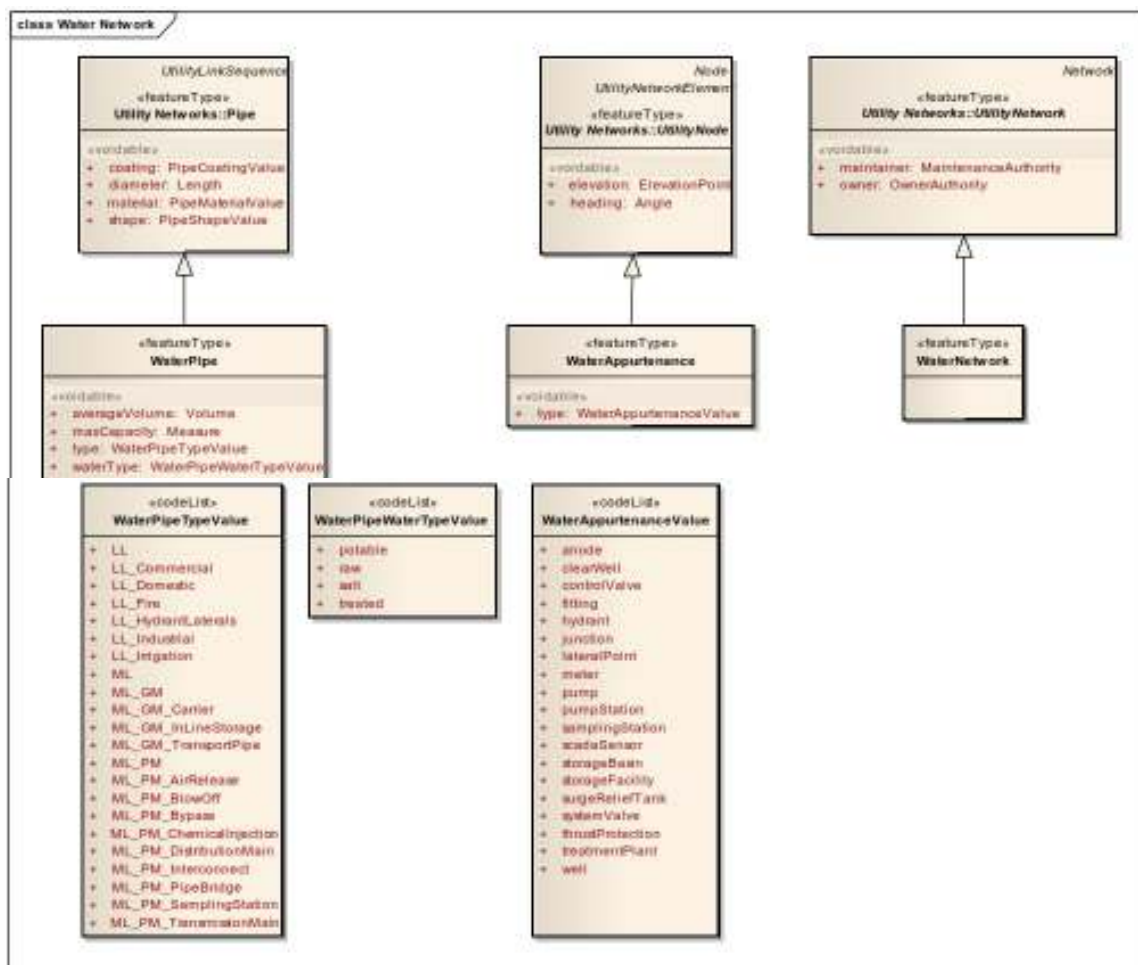 class Water Network
UtilityLinkSequence
«featureType»
Utility Networks::Pipe
«voidable»
+ coating: PipeCoatingValue
+ diameter: Length
+ material: PipeMaterialValue
+ shape: PipeShapeValue
Node
UtilityNetworkElement
«featureType»
Utility Networks::UtilityNode
«voidable»
+ elevation: ElevationPoint
+ heading: Angle
Network
«featureType»
Utility Networks::UtilityNetwork
«voidable»
+ maintainer: MaintenanceAuthority
+ owner: OwnerAuthority
«featureType»
WaterPipe
«voidable»
+ averageVolume: Volume
+ maxCapacity: Measure
+ type: WaterPipeTypeValue
+ waterType: WaterPipeWaterTypeValue
«featureType»
WaterAppurtenance
«voidable»
+ type: WaterAppurtenanceValue
«featureType»
WaterNetwork
«codeList»
WaterPipeTypeValue
+ LL
+ LL_Commercial
+ LL_Domestic
+ LL_Fire
+ LL_HydrantLaterals
+ LL_Industrial
+ LL_Irrigation
+ ML
+ ML_GM
+ ML_GM_Carrier
+ ML_GM_InLineStorage
+ ML_GM_TransportPipe
+ ML_PM
+ ML_PM_AirRelease
+ ML_PM_BlowOff
+ ML_PM_Bypass
+ ML_PM_ChemicalInjection
+ ML_PM_DistributionMain
+ ML_PM_Interconnect
+ ML_PM_PipeBridge
+ ML_PM_SamplingStation
+ ML_PM_TransmissionMain
«codeList»
WaterPipeWaterTypeValue
+ potable
+ raw
+ salt
+ treated
«codeList»
WaterAppurtenanceValue
+ anode
+ clearWell
+ controlValve
+ fitting
+ hydrant
+ junction
+ lateralPoint
+ meter
+ pump
+ pumpStation
+ samplingStation
+ scadaSensor
+ storageBasin
+ storageFacility
+ surgeReliefTank
+ systemValve
+ thrustProtection
+ treatmentPlant
+ well